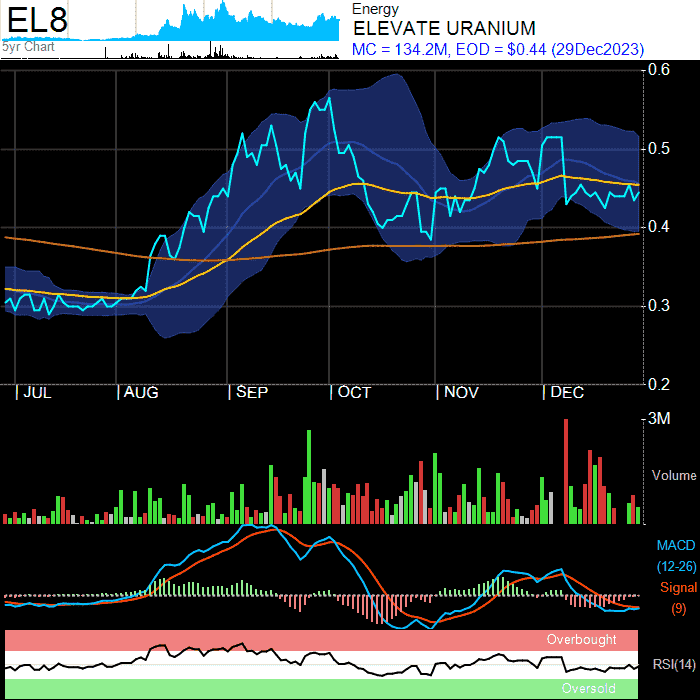 EL8
5yr Chart
Energy
ELEVATE URANIUM
MC = 134.2M, EOD = $0.44 (29Dec2023)
0.6
0.5
0.4
0.3
0.2
JUL AUG SEP OCT NOV DEC
3M
Volume
MACD
(12-26)
Signal
(9)
Overbought
RSI(14)
Oversold